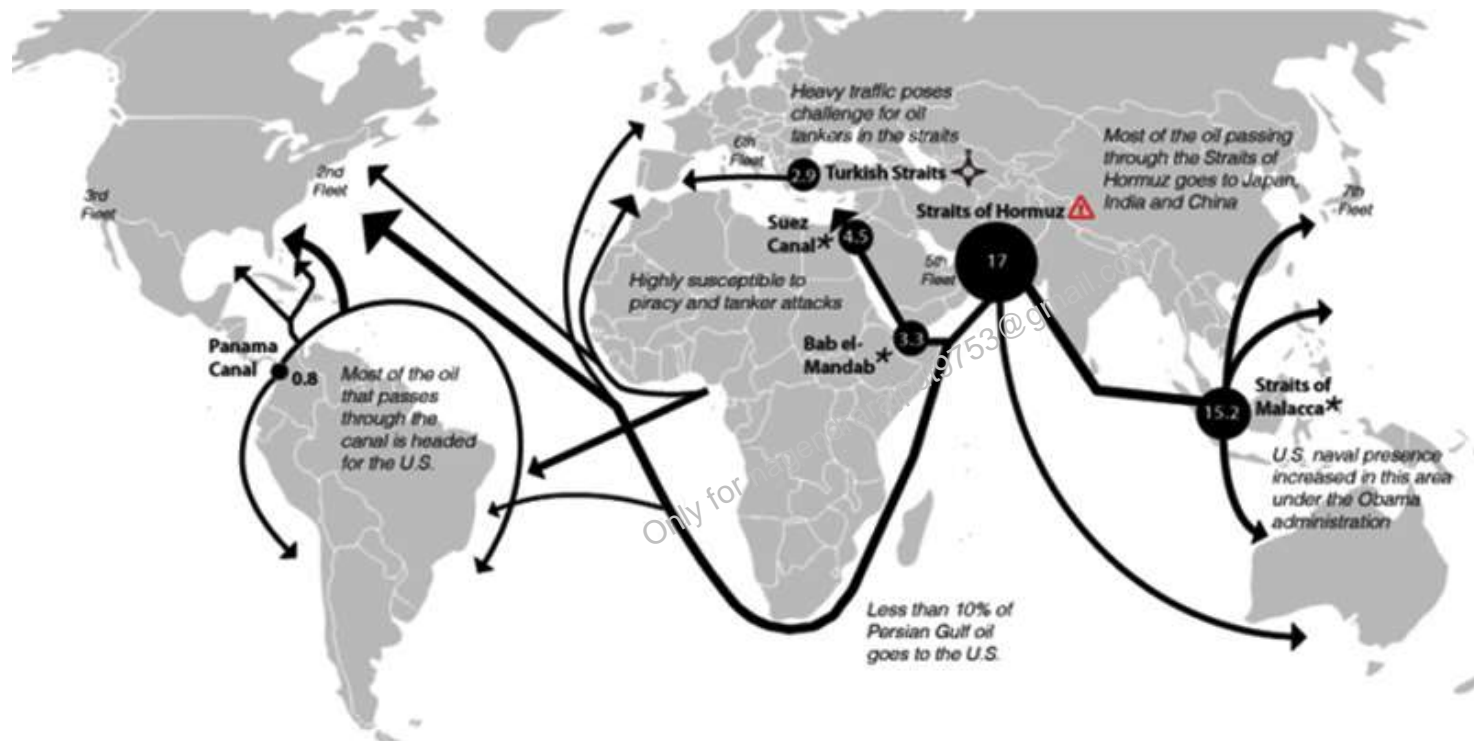 Heavy traffic poses
challenge for oil
tankers in the straits
6th
Fleet
2.9
Turkish Straits
Most of the oil passing
through the Straits of
Hormuz goes to Japan,
India and China
2nd
Fleet
3rd
Fleet
7th
Fleet
Suez
Canal*
4.5
Straits of Hormuz
5th
Fleet
17
Highly susceptible to
piracy and tanker attacks
Bab el-
Mandab*
3.3
Panama
Canal
0.8
Most of the oil
that passes
through the
canal is headed
for the U.S.
15.2
Straits of
Malacca*
U.S. naval presence
increased in this area
under the Obama
administration
Less than 10% of
Persian Gulf oil
goes to the U.S.
Only for